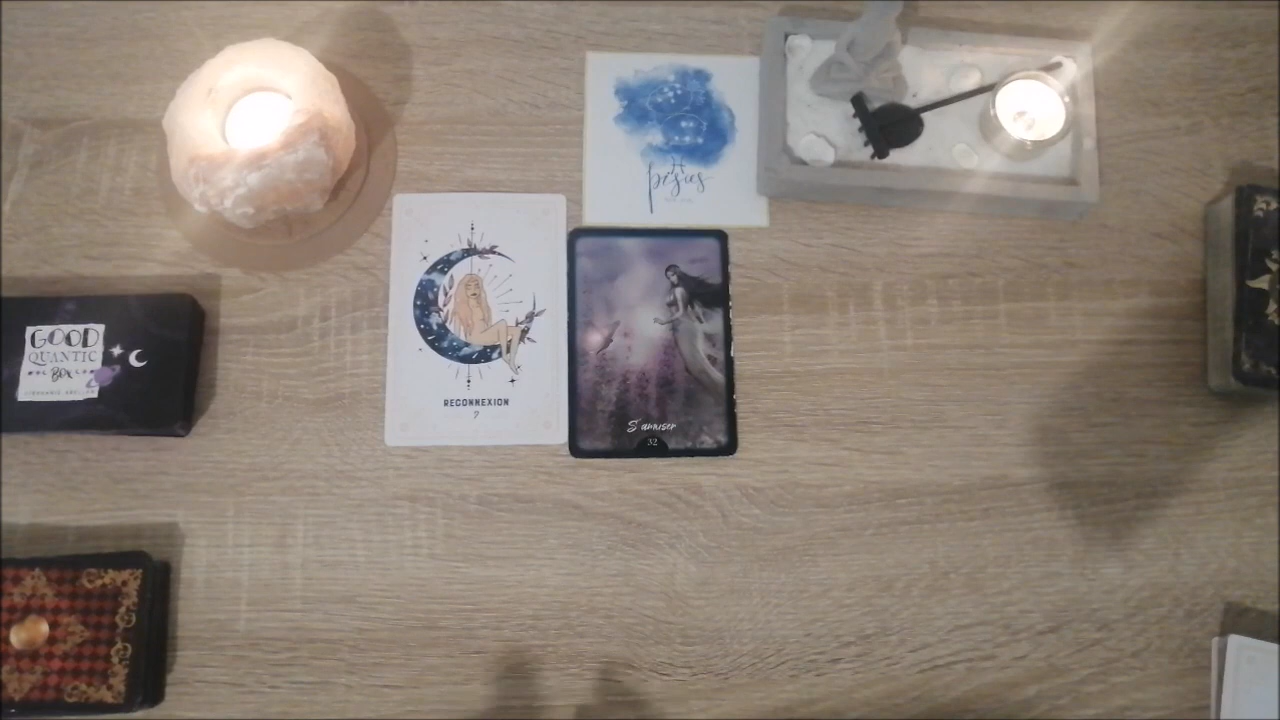 pisces
GOOD
QUANTIC
Box
RECONNEXION
7
S'amuser
32